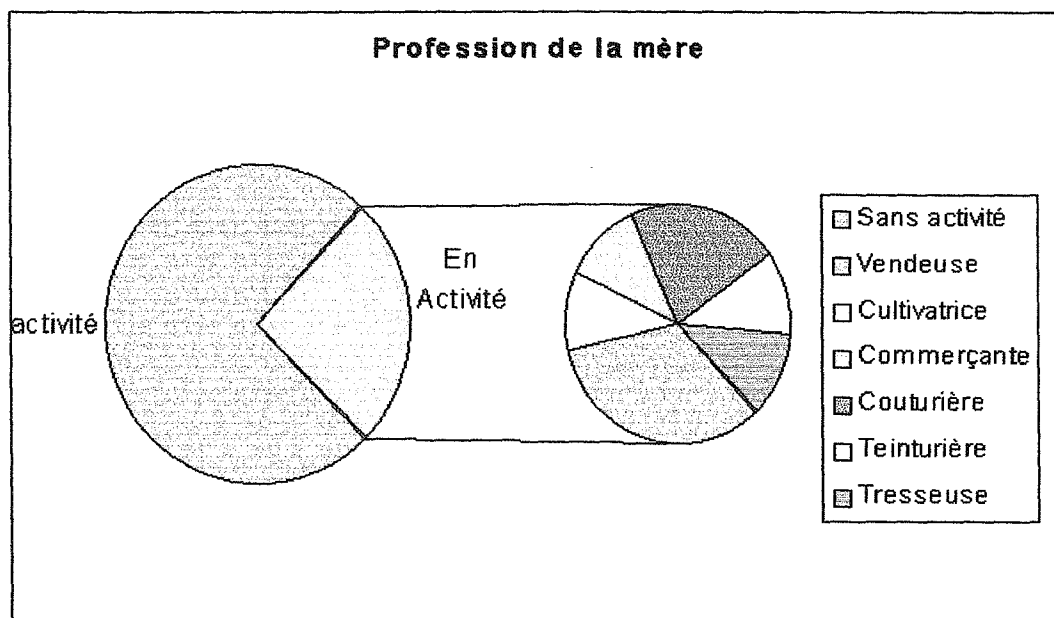 Profession de la mère
activité
En
Activité
Sans activité
Vendeuse
Cultivatrice
Commerçante
Couturière
Teinturière
Tresseuse